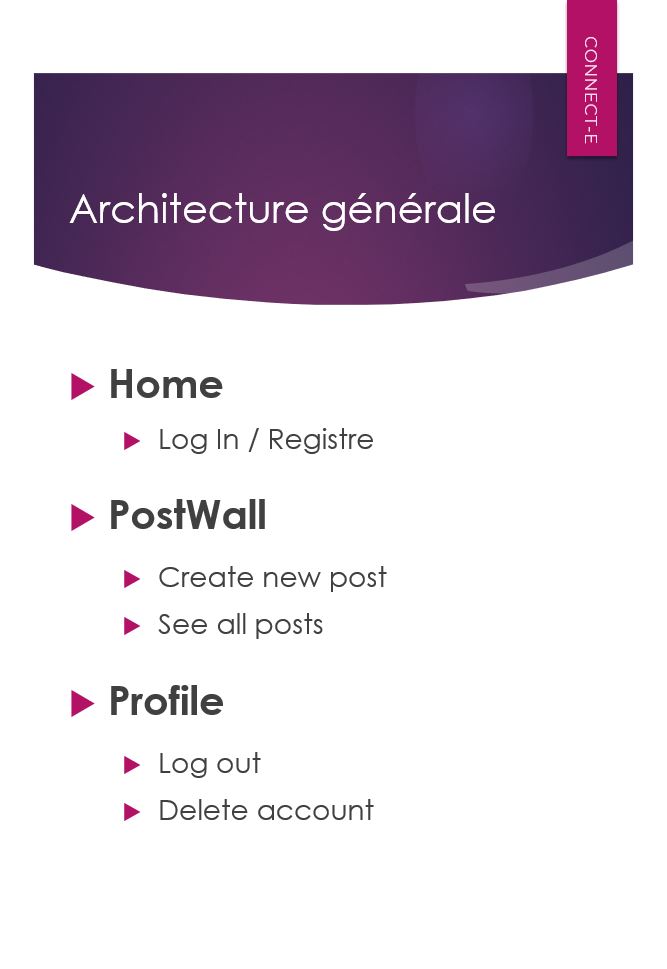 CONNECT-E
Architecture générale
Home
Log In / Registre
PostWall
Create new post
See all posts
Profile
Log out
Delete account